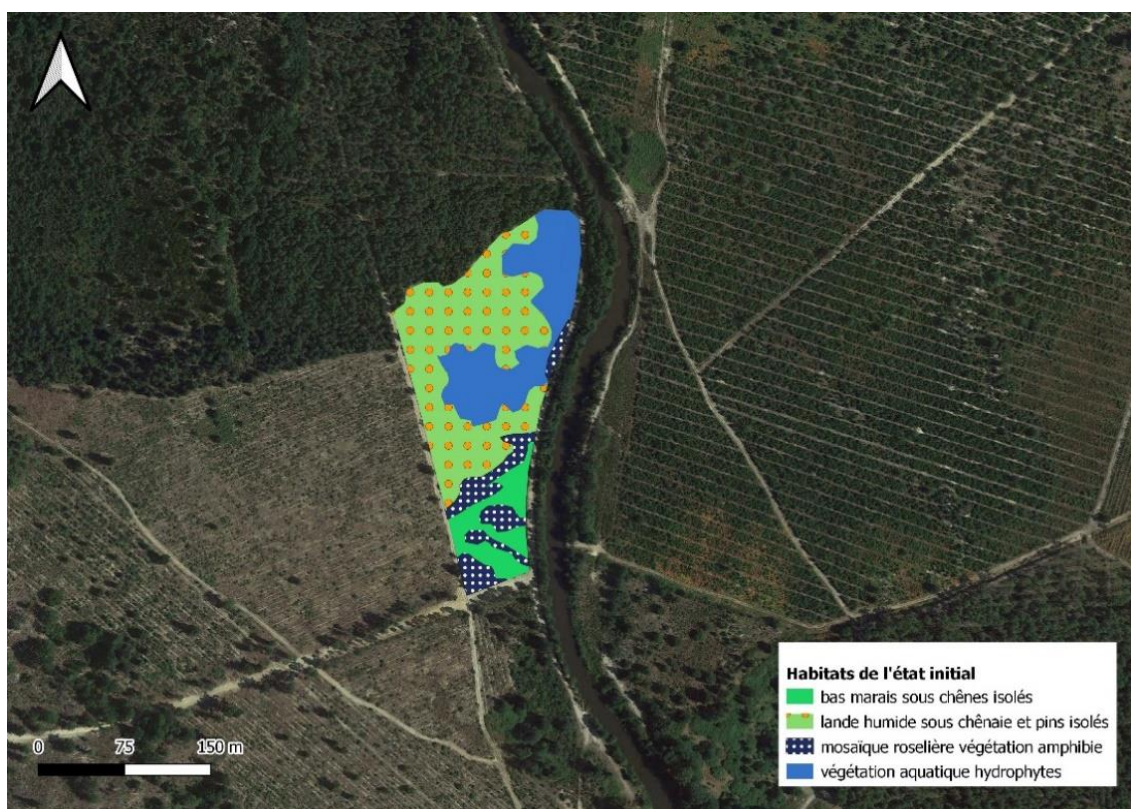 Habitats de l'état initial
bas marais sous chênes isolés
lande humide sous chênaie et pins isolés
mosaïque roselière végétation amphibie
végétation aquatique hydrophytes
0 75 150 m